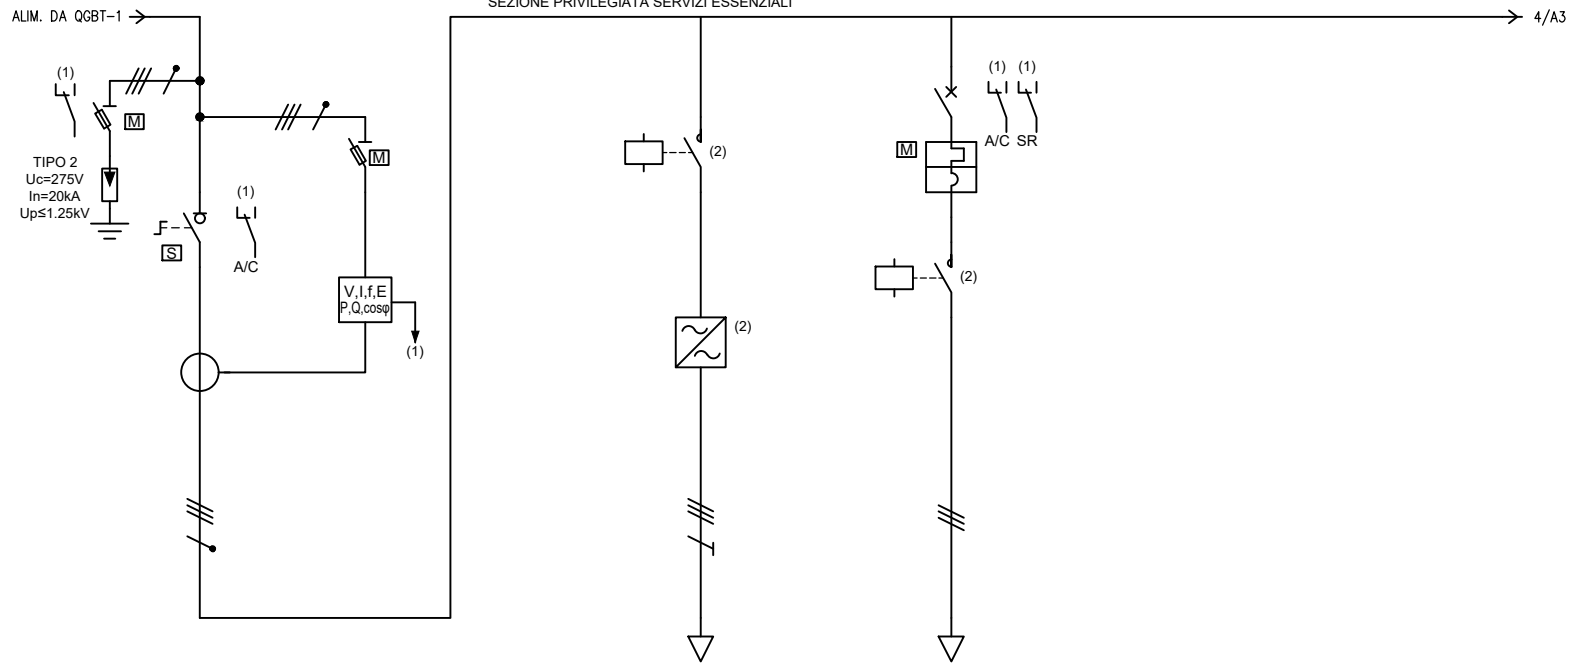 SEZIONE PRIVILEGIATA SERVIZI ESSENZIALI
ALIM. DA QGBT-1
4/A3
(1)
M
TIPO 2
Uc=275V
In=20kA
Up≤1.25kV
S
(1)
A/C
M
V,I,f,E
P,Q,cosφ
(1)
(2)
(2)
(1) (1)
A/C SR
M
(2)